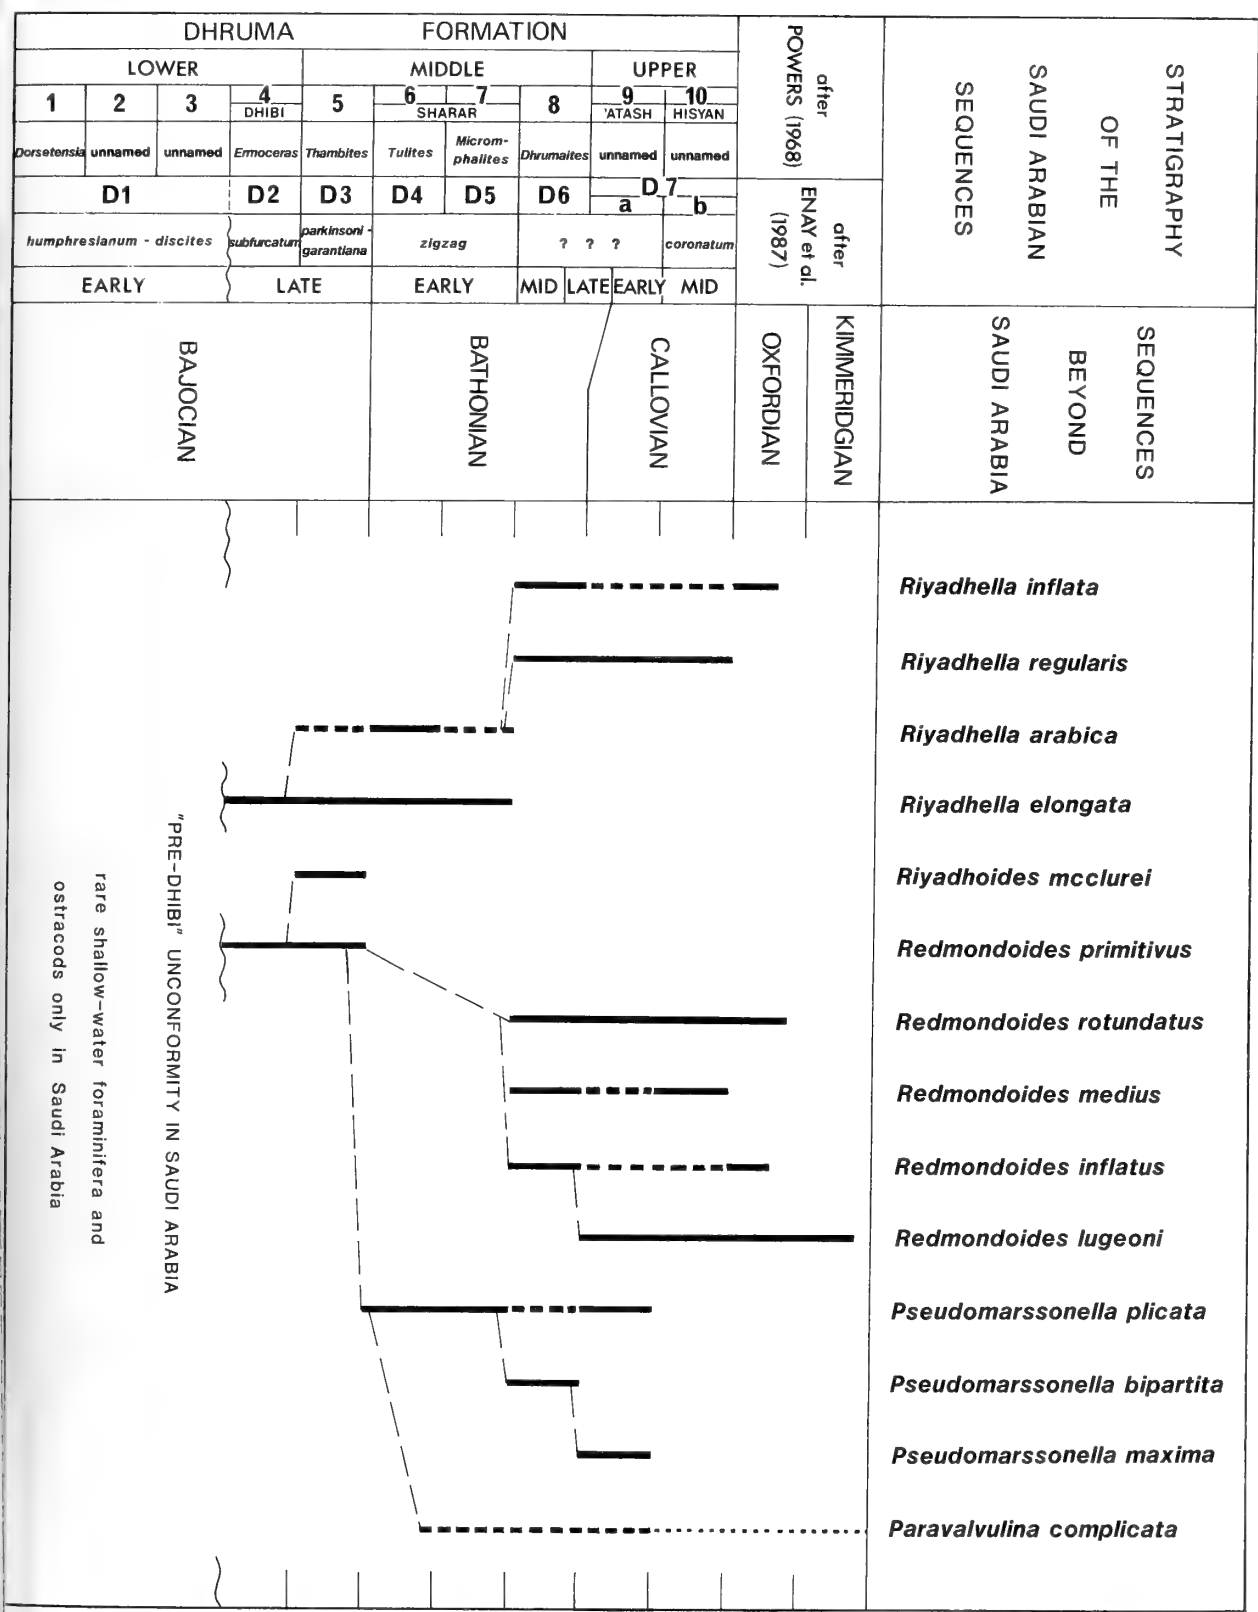 DHRUMA FORMATION
LOWER MIDDLE UPPER
1 2 3 4 5 6 7 8 9 10
DHIBI SHARAR 'ATASH HISYAN
Dorsetensia unnamed unnamed Ermoceras Thambites Tulites Microm-phalites Dhrumaites unnamed unnamed
D1 D2 D3 D4 D5 D6 D7
a b
humphresianum - discites subfurcatum parkinsoni - garantiana zigzag ? ? ? coronatum
EARLY LATE EARLY MID LATE EARLY MID
after
POWERS (1968)
after
ENAY et al.
(1987)
STRATIGRAPHY
OF THE
SAUDI ARABIAN
SEQUENCES
BAJOCIAN
BATHONIAN
CALLOVIAN
OXFORDIAN
KIMMERIDGIAN
SEQUENCES
BEYOND
SAUDI ARABIA
Riyadhella inflata
Riyadhella regularis
Riyadhella arabica
Riyadhella elongata
Riyadhoides mcclurei
Redmondoides primitivus
Redmondoides rotundatus
Redmondoides medius
Redmondoides inflatus
Redmondoides lugeoni
Pseudomarssonella plicata
Pseudomarssonella bipartita
Pseudomarssonella maxima
Paravalvulina complicata
"PRE-DHIBI" UNCONFORMITY IN SAUDI ARABIA
rare shallow-water foraminifera and
ostracods only in Saudi Arabia